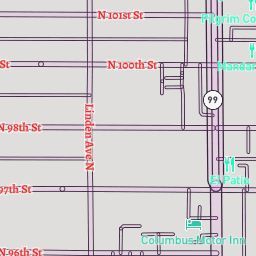 N 101st St
Pilgrim Co
St
N 100th St
Mandar
Linden Ave N
99
N 98th St
El Patio
97th St
Columbus Motor Inn
N 96th St